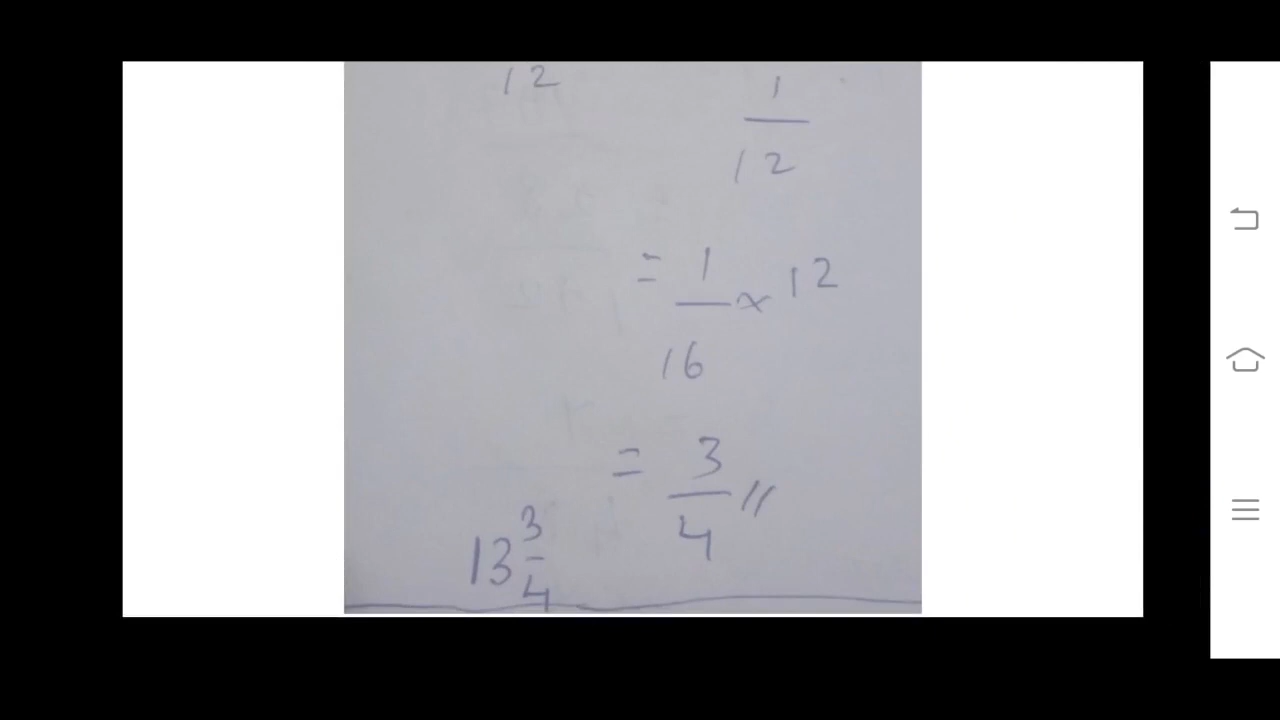 12
1
12
= 1/16 × 12
= 3/4 //
13 3/4